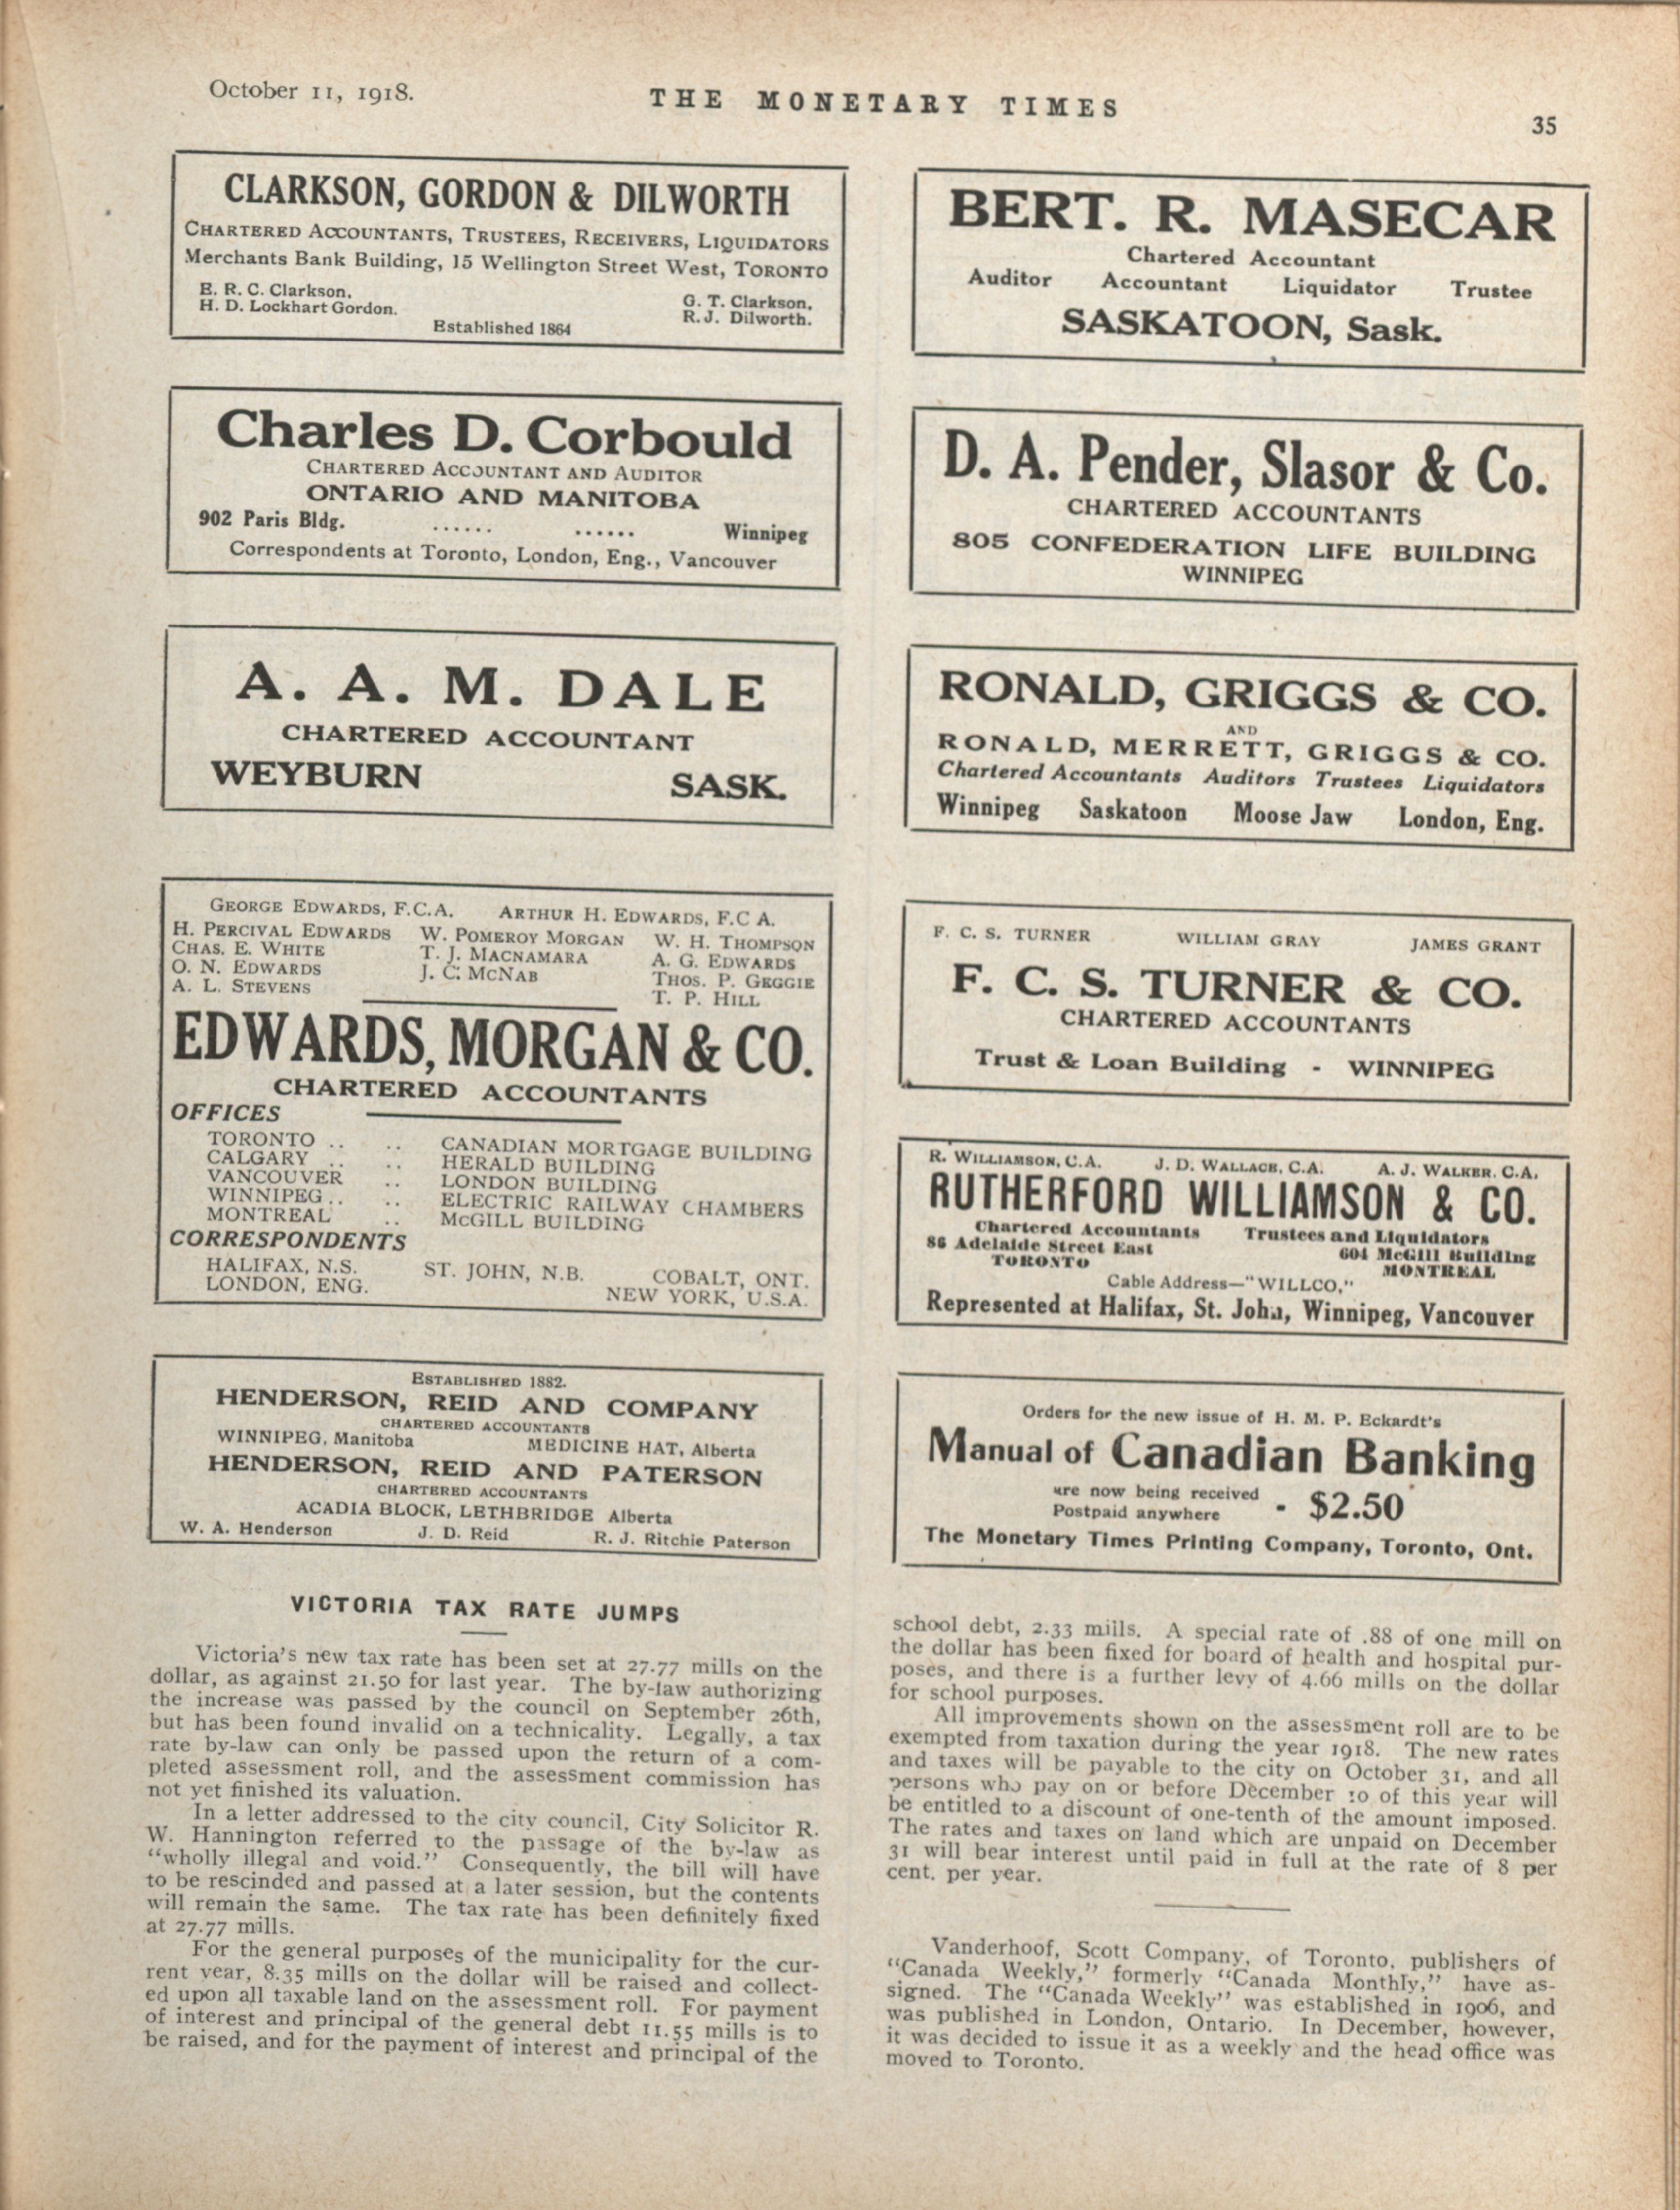 October 11, 1918.
THE MONETARY TIMES
35
CLARKSON, GORDON & DILWORTH
CHARTERED ACCOUNTANTS, TRUSTEES, RECEIVERS, LIQUIDATORS
Merchants Bank Building, 15 Wellington Street West, TORONTO
E. R. C. Clarkson.
G. T. Clarkson.
H. D. Lockhart Gordon.
R. J. Dilworth.
Established 1864
Charles D. Corbould
CHARTERED ACCOUNTANT AND AUDITOR
ONTARIO AND MANITOBA
902 Paris Bldg. ...... ...... Winnipeg
Correspondents at Toronto, London, Eng., Vancouver
A. A. M. DALE
CHARTERED ACCOUNTANT
WEYBURN SASK.
GEORGE EDWARDS, F.C.A. ARTHUR H. EDWARDS, F.C A.
H. PERCIVAL EDWARDS W. POMEROY MORGAN W. H. THOMPSON
CHAS. E. WHITE T. J. MACNAMARA A. G. EDWARDS
O. N. EDWARDS J. C. MCNAB THOS. P. GEGGIE
A. L. STEVENS T. P. HILL
EDWARDS, MORGAN & CO.
CHARTERED ACCOUNTANTS
OFFICES
TORONTO .. .. CANADIAN MORTGAGE BUILDING
CALGARY .. .. HERALD BUILDING
VANCOUVER .. LONDON BUILDING
WINNIPEG .. .. ELECTRIC RAILWAY CHAMBERS
MONTREAL .. McGILL BUILDING
CORRESPONDENTS
HALIFAX, N.S. ST. JOHN, N.B. COBALT, ONT.
LONDON, ENG. NEW YORK, U.S.A.
ESTABLISHED 1882.
HENDERSON, REID AND COMPANY
CHARTERED ACCOUNTANTS
WINNIPEG, Manitoba MEDICINE HAT, Alberta
HENDERSON, REID AND PATERSON
CHARTERED ACCOUNTANTS
ACADIA BLOCK, LETHBRIDGE Alberta
W. A. Henderson J. D. Reid R. J. Ritchie Paterson
BERT. R. MASECAR
Chartered Accountant
Auditor Accountant Liquidator Trustee
SASKATOON, Sask.
D. A. Pender, Slasor & Co.
CHARTERED ACCOUNTANTS
805 CONFEDERATION LIFE BUILDING
WINNIPEG
RONALD, GRIGGS & CO.
AND
RONALD, MERRETT, GRIGGS & CO.
Chartered Accountants Auditors Trustees Liquidators
Winnipeg Saskatoon Moose Jaw London, Eng.
F. C. S. TURNER WILLIAM GRAY JAMES GRANT
F. C. S. TURNER & CO.
CHARTERED ACCOUNTANTS
Trust & Loan Building - WINNIPEG
R. WILLIAMSON, C.A. J. D. WALLACE, C.A. A. J. WALKER. C.A.
RUTHERFORD WILLIAMSON & CO.
Chartered Accountants Trustees and Liquidators
86 Adelaide Street East 604 McGill Building
TORONTO MONTREAL
Cable Address—"WILLCO."
Represented at Halifax, St. John, Winnipeg, Vancouver
Orders for the new issue of H. M. P. Eckardt's
Manual of Canadian Banking
are now being received
Postpaid anywhere - $2.50
The Monetary Times Printing Company, Toronto, Ont.
VICTORIA TAX RATE JUMPS
Victoria's new tax rate has been set at 27.77 mills on the
dollar, as against 21.50 for last year. The by-law authorizing
the increase was passed by the council on September 26th,
but has been found invalid on a technicality. Legally, a tax
rate by-law can only be passed upon the return of a com-
pleted assessment roll, and the assessment commission has
not yet finished its valuation.
In a letter addressed to the city council, City Solicitor R.
W. Hannington referred to the passage of the by-law as
"wholly illegal and void." Consequently, the bill will have
to be rescinded and passed at a later session, but the contents
will remain the same. The tax rate has been definitely fixed
at 27.77 mills.
For the general purposes of the municipality for the cur-
rent year, 8.35 mills on the dollar will be raised and collect-
ed upon all taxable land on the assessment roll. For payment
of interest and principal of the general debt 11.55 mills is to
be raised, and for the payment of interest and principal of the
school debt, 2.33 mills. A special rate of .88 of one mill on
the dollar has been fixed for board of health and hospital pur-
poses, and there is a further levy of 4.66 mills on the dollar
for school purposes.
All improvements shown on the assessment roll are to be
exempted from taxation during the year 1918. The new rates
and taxes will be payable to the city on October 31, and all
persons who pay on or before December 10 of this year will
be entitled to a discount of one-tenth of the amount imposed.
The rates and taxes on land which are unpaid on December
31 will bear interest until paid in full at the rate of 8 per
cent. per year.
Vanderhoof, Scott Company, of Toronto, publishers of
"Canada Weekly," formerly "Canada Monthly," have as-
signed. The "Canada Weekly" was established in 1906, and
was published in London, Ontario. In December, however,
it was decided to issue it as a weekly and the head office was
moved to Toronto.